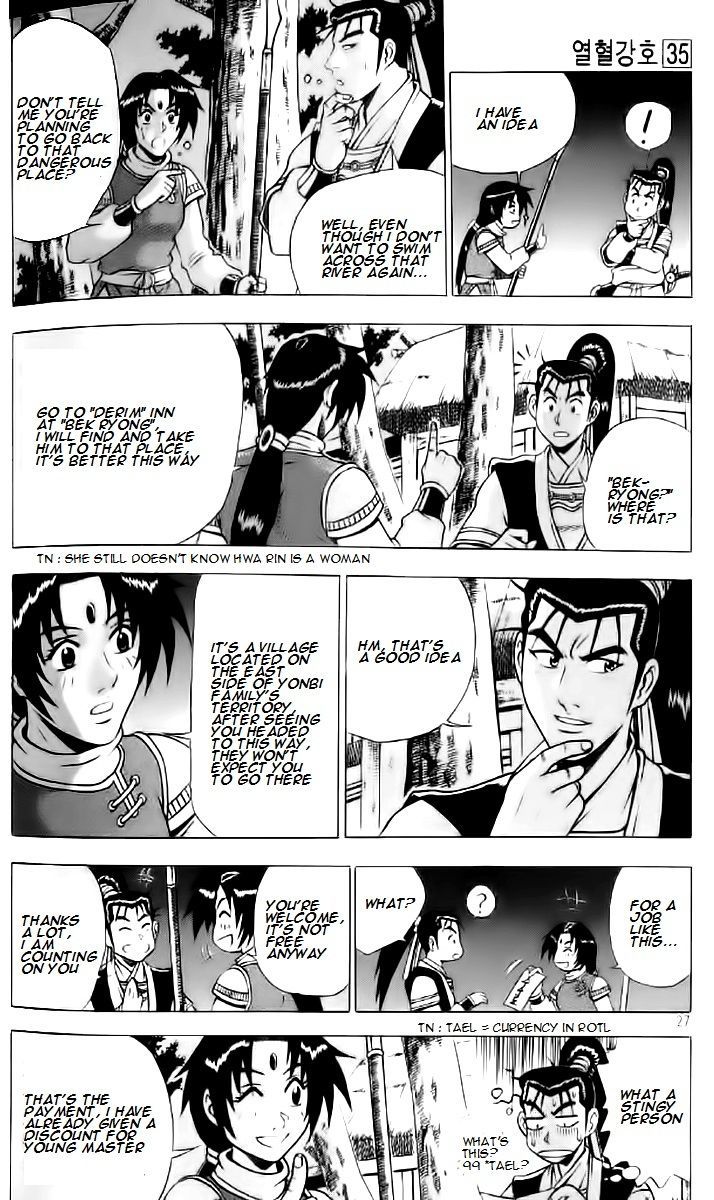 열혈강호 35
DON'T TELL
ME YOU'RE
PLANNING
TO GO BACK
TO THAT
DANGEROUS
PLACE?
WELL, EVEN
THOUGH I DON'T
WANT TO SWIM
ACROSS THAT
RIVER AGAIN...
I HAVE
AN IDEA
!
GO TO "DERIM" INN
AT "BEK RYONG",
I WILL FIND AND TAKE
HIM TO THAT PLACE
IT'S BETTER THIS WAY
"BEK-
RYONG?"
WHERE
IS THAT?
TN : SHE STILL DOESN'T KNOW HWA RIN IS A WOMAN
IT'S A VILLAGE
LOCATED ON
THE EAST
SIDE OF YONBI
FAMILY'S
TERRITORY,
AFTER SEEING
YOU HEADED
TO THIS WAY,
THEY WON'T
EXPECT YOU
TO GO THERE
HM, THAT'S
A GOOD IDEA
THANKS
A LOT,
I AM
COUNTING
ON YOU
YOU'RE
WELCOME,
IT'S NOT
FREE
ANYWAY
WHAT?
?
FOR A
JOB
LIKE
THIS...
27
TN : TAEL = CURRENCY IN ROTL
THAT'S THE
PAYMENT, I HAVE
ALREADY GIVEN A
DISCOUNT FOR
YOUNG MASTER
WHAT'S
THIS?
99 *TAEL?
WHAT A
STINGY
PERSON